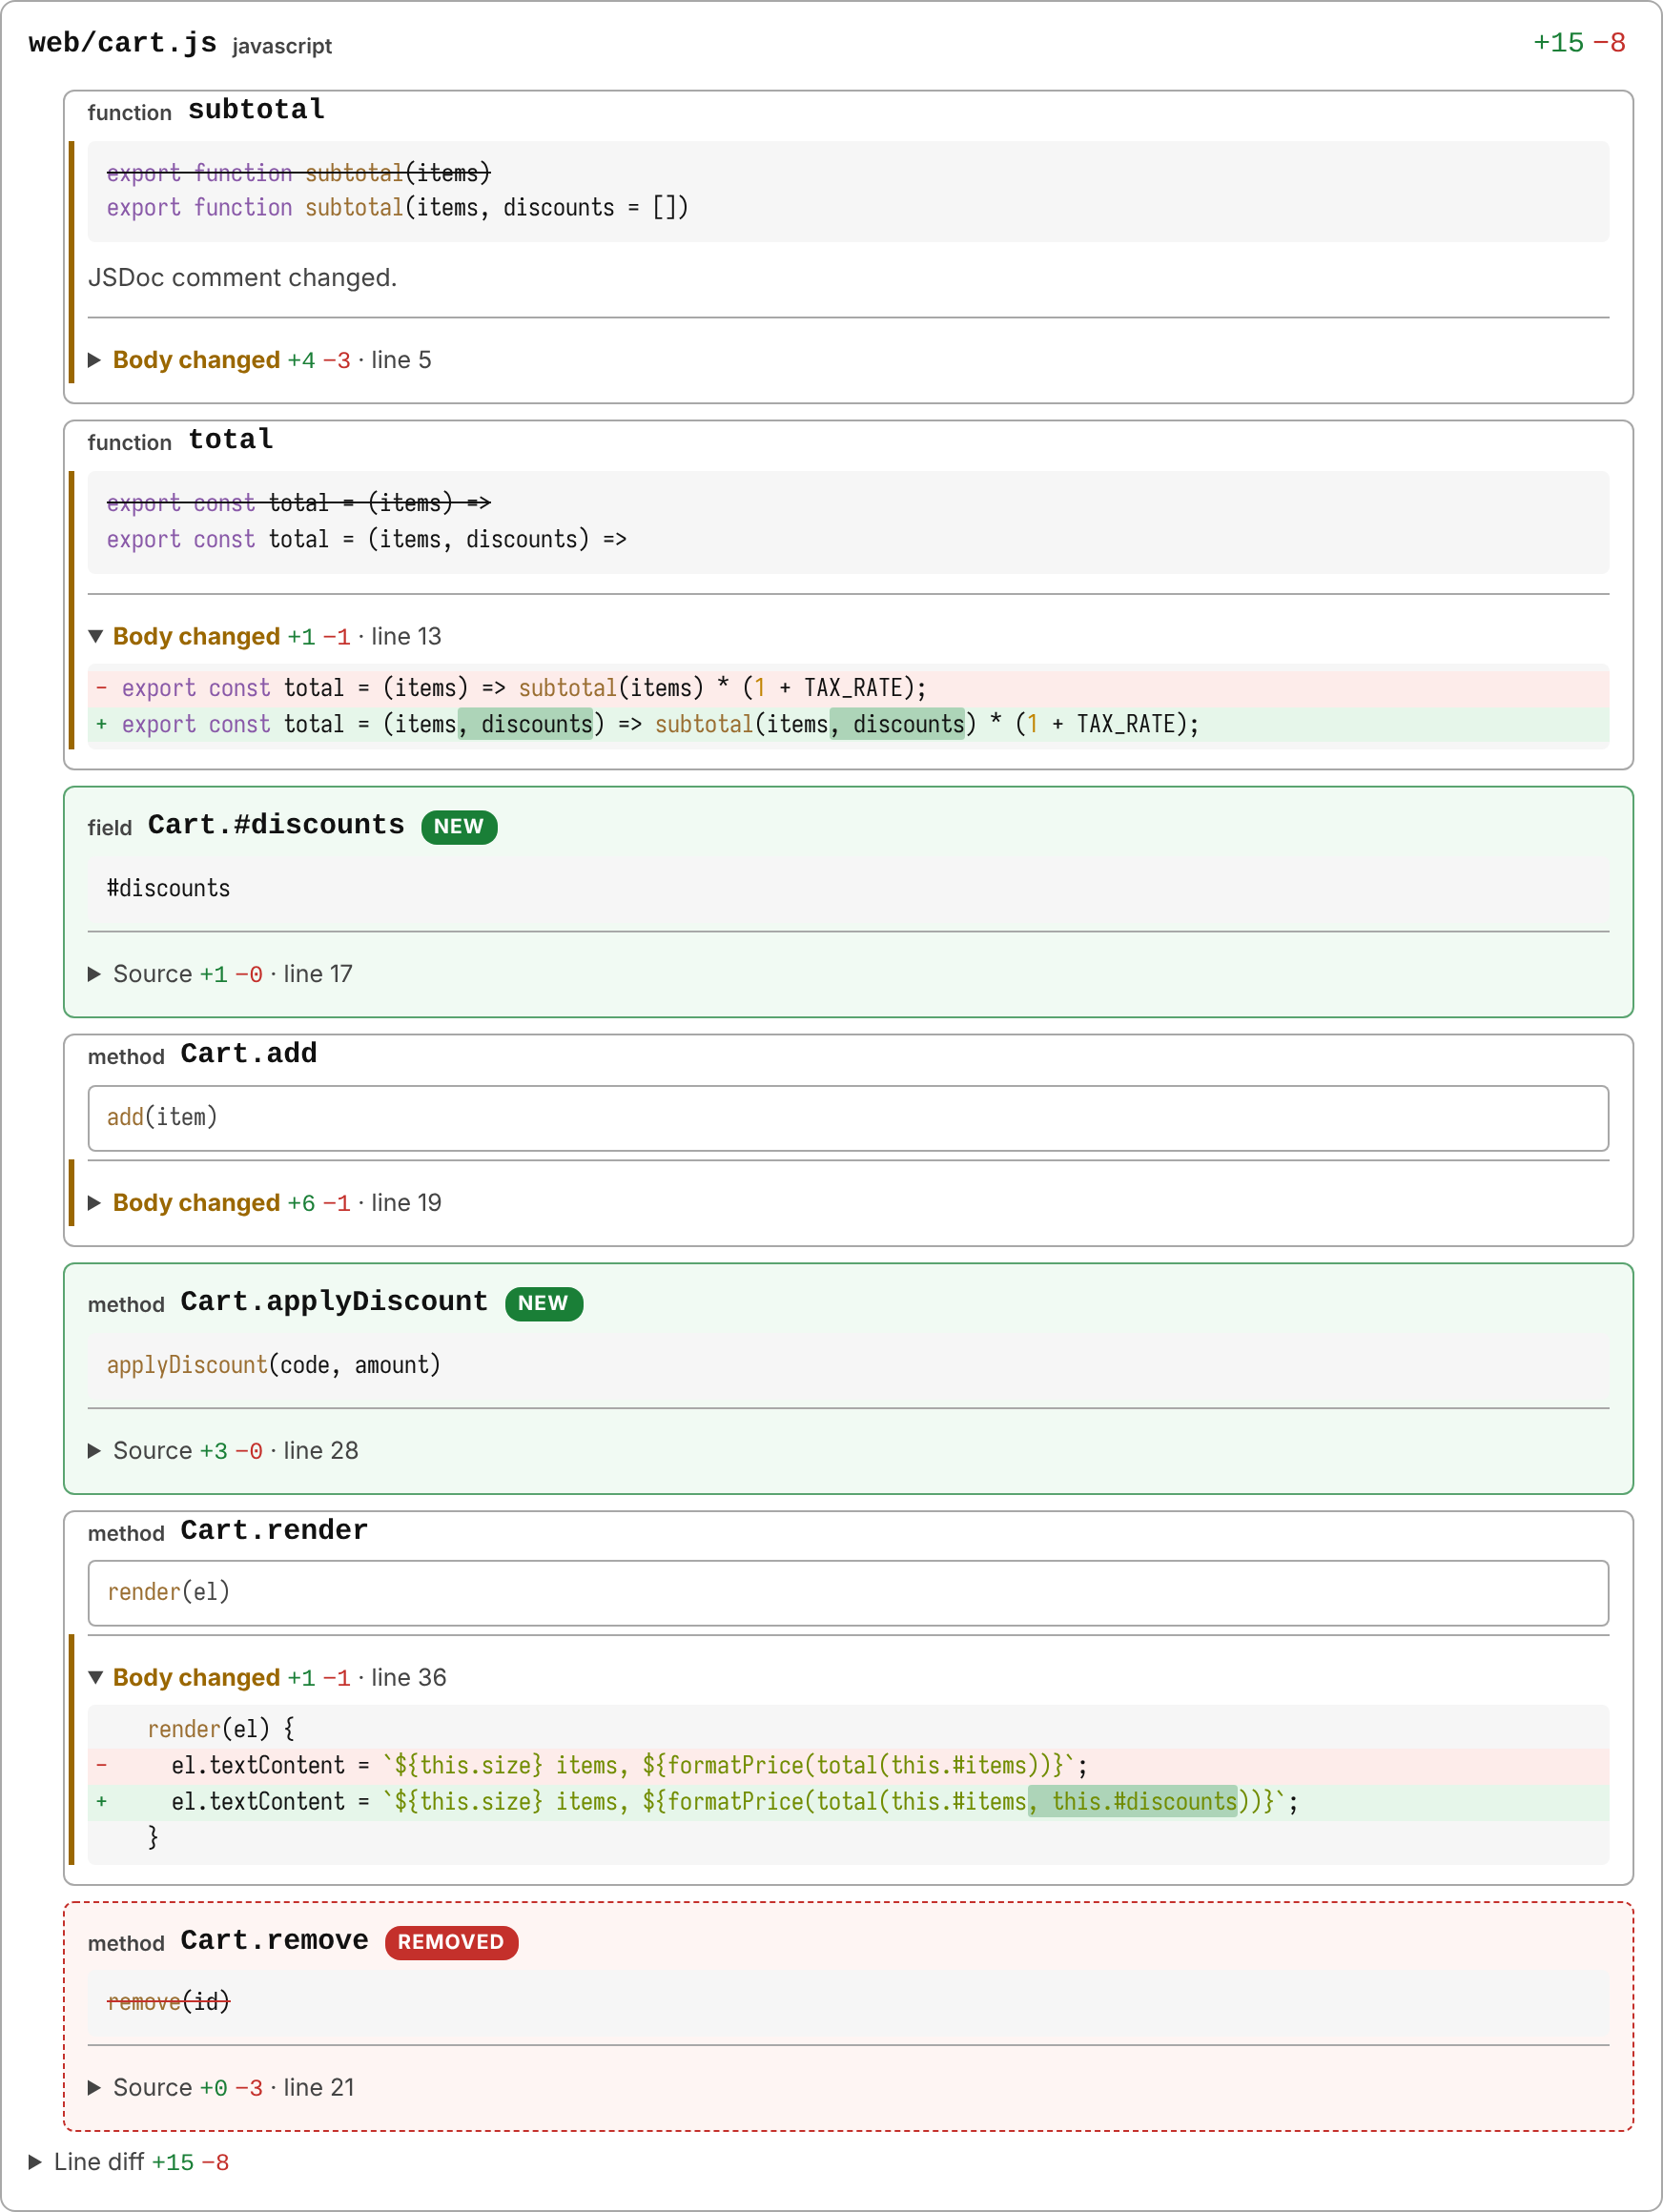 web/cart.js javascript +15 −8
function subtotal
export function subtotal(items)
export function subtotal(items, discounts = [])
JSDoc comment changed.
▶ Body changed +4 −3 · line 5
function total
export const total = (items) =>
export const total = (items, discounts) =>
▼ Body changed +1 −1 · line 13
- export const total = (items) => subtotal(items) * (1 + TAX_RATE);
+ export const total = (items, discounts) => subtotal(items, discounts) * (1 + TAX_RATE);
field Cart.#discounts NEW
#discounts
▶ Source +1 −0 · line 17
method Cart.add
add(item)
▶ Body changed +6 −1 · line 19
method Cart.applyDiscount NEW
applyDiscount(code, amount)
▶ Source +3 −0 · line 28
method Cart.render
render(el)
▼ Body changed +1 −1 · line 36
render(el) {
- el.textContent = `${this.size} items, ${formatPrice(total(this.#items))}`;
+ el.textContent = `${this.size} items, ${formatPrice(total(this.#items, this.#discounts))}`;
}
method Cart.remove REMOVED
remove(id)
▶ Source +0 −3 · line 21
▶ Line diff +15 −8